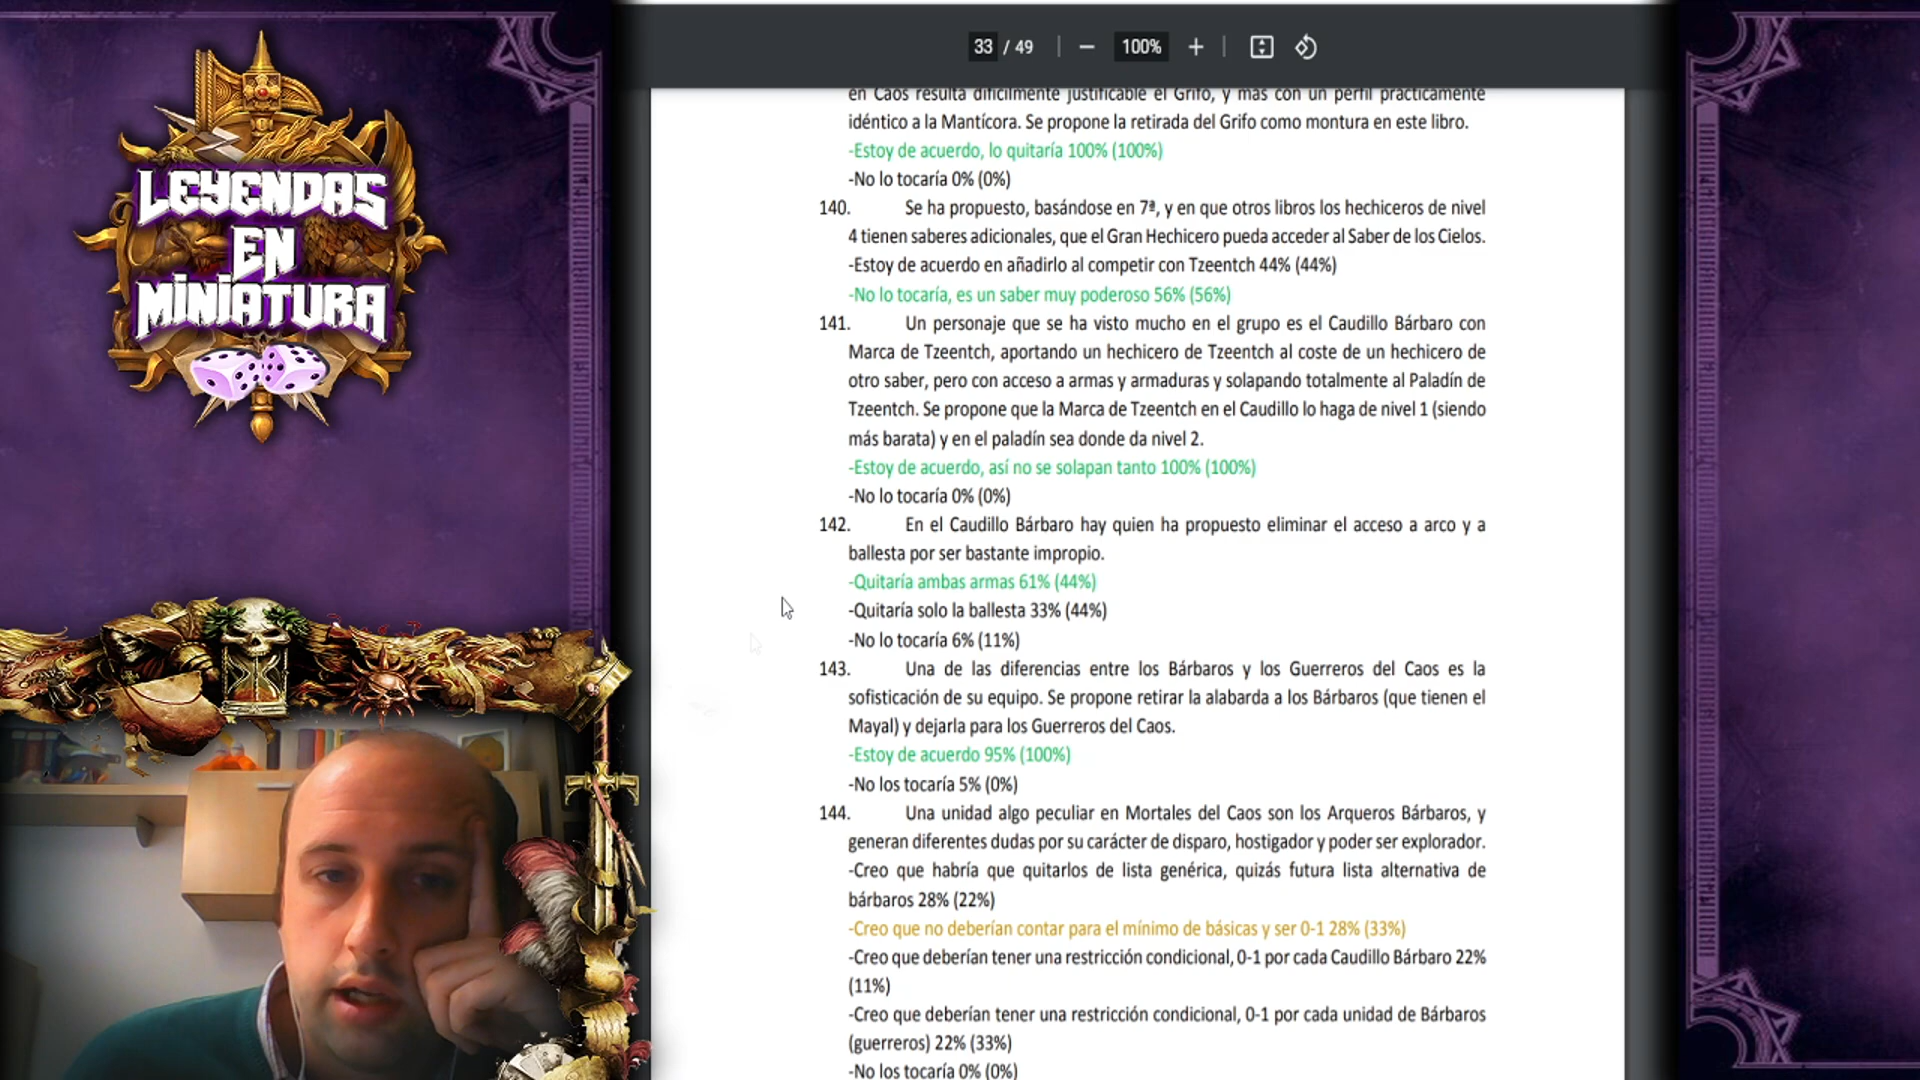 33 / 49
100%
LEYENDAS
EN
MINIATURA
en Caos resulta difícilmente justificable el Grifo, y más con un perfil prácticamente
idéntico a la Mantícora. Se propone la retirada del Grifo como montura en este libro.
-Estoy de acuerdo, lo quitaría 100% (100%)
-No lo tocaría 0% (0%)
140. Se ha propuesto, basándose en 7ª, y en que otros libros los hechiceros de nivel
4 tienen saberes adicionales, que el Gran Hechicero pueda acceder al Saber de los Cielos.
-Estoy de acuerdo en añadirlo al competir con Tzeentch 44% (44%)
-No lo tocaría, es un saber muy poderoso 56% (56%)
141. Un personaje que se ha visto mucho en el grupo es el Caudillo Bárbaro con
Marca de Tzeentch, aportando un hechicero de Tzeentch al coste de un hechicero de
otro saber, pero con acceso a armas y armaduras y solapando totalmente al Paladín de
Tzeentch. Se propone que la Marca de Tzeentch en el Caudillo lo haga de nivel 1 (siendo
más barata) y en el paladín sea donde da nivel 2.
-Estoy de acuerdo, así no se solapan tanto 100% (100%)
-No lo tocaría 0% (0%)
142. En el Caudillo Bárbaro hay quien ha propuesto eliminar el acceso a arco y a
ballesta por ser bastante impropio.
-Quitaría ambas armas 61% (44%)
-Quitaría solo la ballesta 33% (44%)
-No lo tocaría 6% (11%)
143. Una de las diferencias entre los Bárbaros y los Guerreros del Caos es la
sofisticación de su equipo. Se propone retirar la alabarda a los Bárbaros (que tienen el
Mayal) y dejarla para los Guerreros del Caos.
-Estoy de acuerdo 95% (100%)
-No los tocaría 5% (0%)
144. Una unidad algo peculiar en Mortales del Caos son los Arqueros Bárbaros, y
generan diferentes dudas por su carácter de disparo, hostigador y poder ser explorador.
-Creo que habría que quitarlos de lista genérica, quizás futura lista alternativa de
bárbaros 28% (22%)
-Creo que no deberían contar para el mínimo de básicas y ser 0-1 28% (33%)
-Creo que deberían tener una restricción condicional, 0-1 por cada Caudillo Bárbaro 22%
(11%)
-Creo que deberían tener una restricción condicional, 0-1 por cada unidad de Bárbaros
(guerreros) 22% (33%)
-No los tocaría 0% (0%)